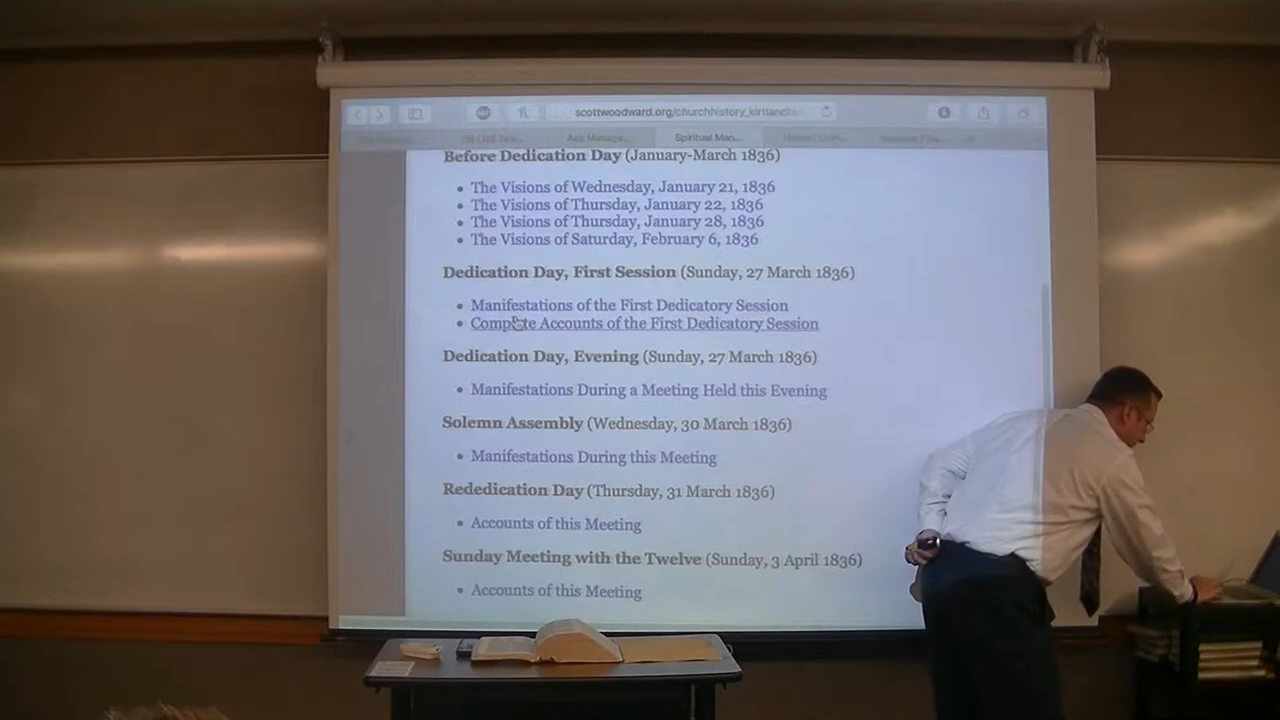 scottwoodward.org/churchhistory_kirtlandte
Spiritual Man...
Before Dedication Day (January-March 1836)
• The Visions of Wednesday, January 21, 1836
• The Visions of Thursday, January 22, 1836
• The Visions of Thursday, January 28, 1836
• The Visions of Saturday, February 6, 1836
Dedication Day, First Session (Sunday, 27 March 1836)
• Manifestations of the First Dedicatory Session
• Complete Accounts of the First Dedicatory Session
Dedication Day, Evening (Sunday, 27 March 1836)
• Manifestations During a Meeting Held this Evening
Solemn Assembly (Wednesday, 30 March 1836)
• Manifestations During this Meeting
Rededication Day (Thursday, 31 March 1836)
• Accounts of this Meeting
Sunday Meeting with the Twelve (Sunday, 3 April 1836)
• Accounts of this Meeting